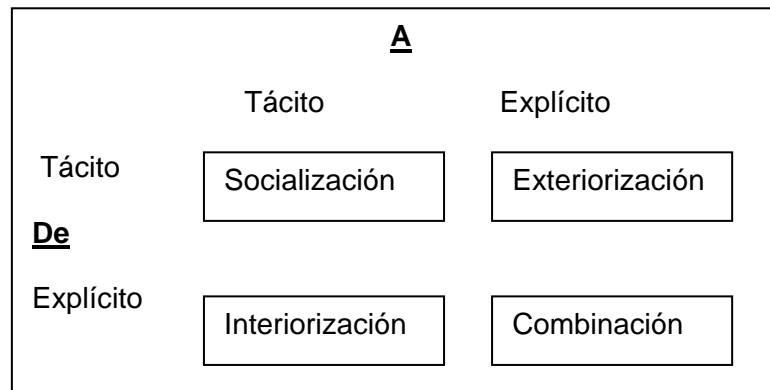 A
Tácito Explícito
Tácito Socialización Exteriorización
De
Explícito Interiorización Combinación